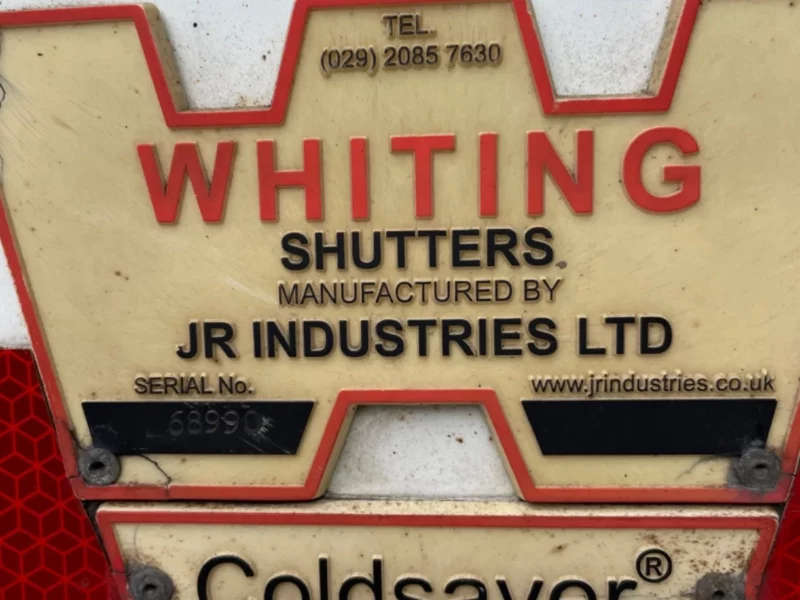 TEL.
(029) 2085 7630
WHITING
SHUTTERS
MANUFACTURED BY
JR INDUSTRIES LTD
SERIAL No.
www.jrindustries.co.uk
68990
Coldsaver®